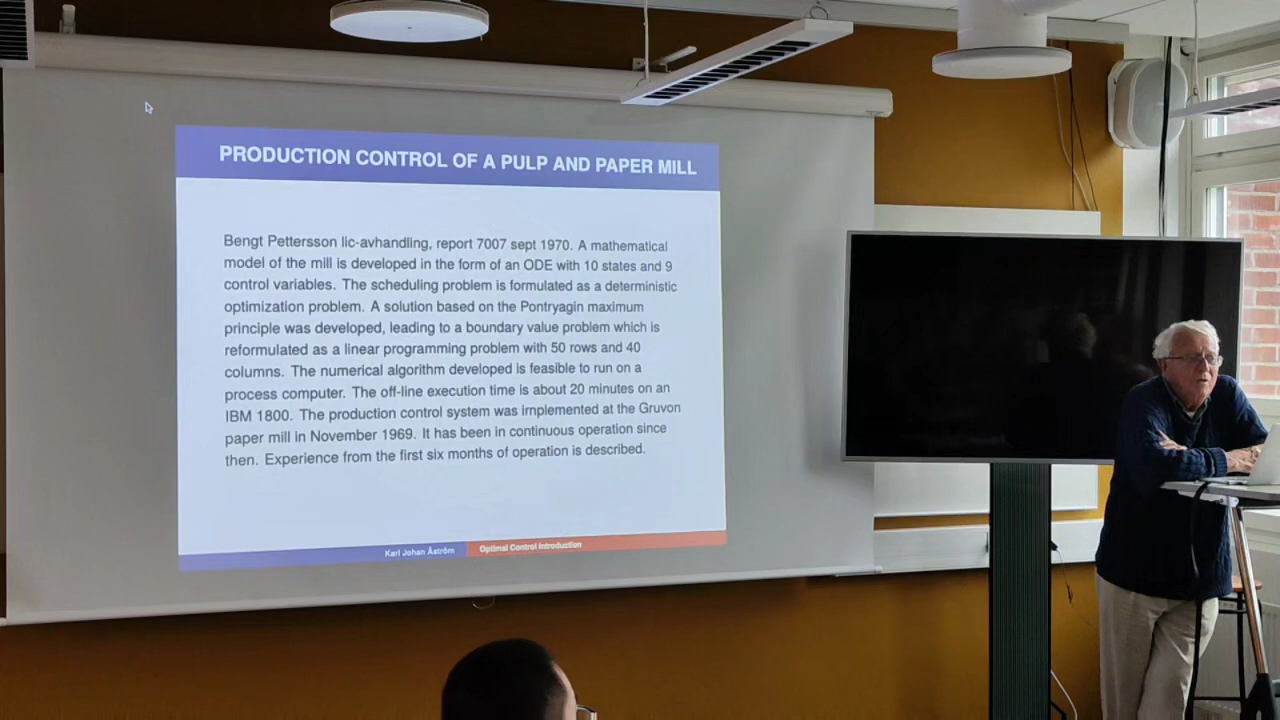 PRODUCTION CONTROL OF A PULP AND PAPER MILL
Bengt Pettersson lic-avhandling, report 7007 sept 1970. A mathematical
model of the mill is developed in the form of an ODE with 10 states and 9
control variables. The scheduling problem is formulated as a deterministic
optimization problem. A solution based on the Pontryagin maximum
principle was developed, leading to a boundary value problem which is
reformulated as a linear programming problem with 50 rows and 40
columns. The numerical algorithm developed is feasible to run on a
process computer. The off-line execution time is about 20 minutes on an
IBM 1800. The production control system was irnplemented at the Gruvon
paper mill in November 1969. It has been in continuous operation since
then. Experience from the first six months of operation is described.
Karl Johan Åström
Optimal Control Introduction